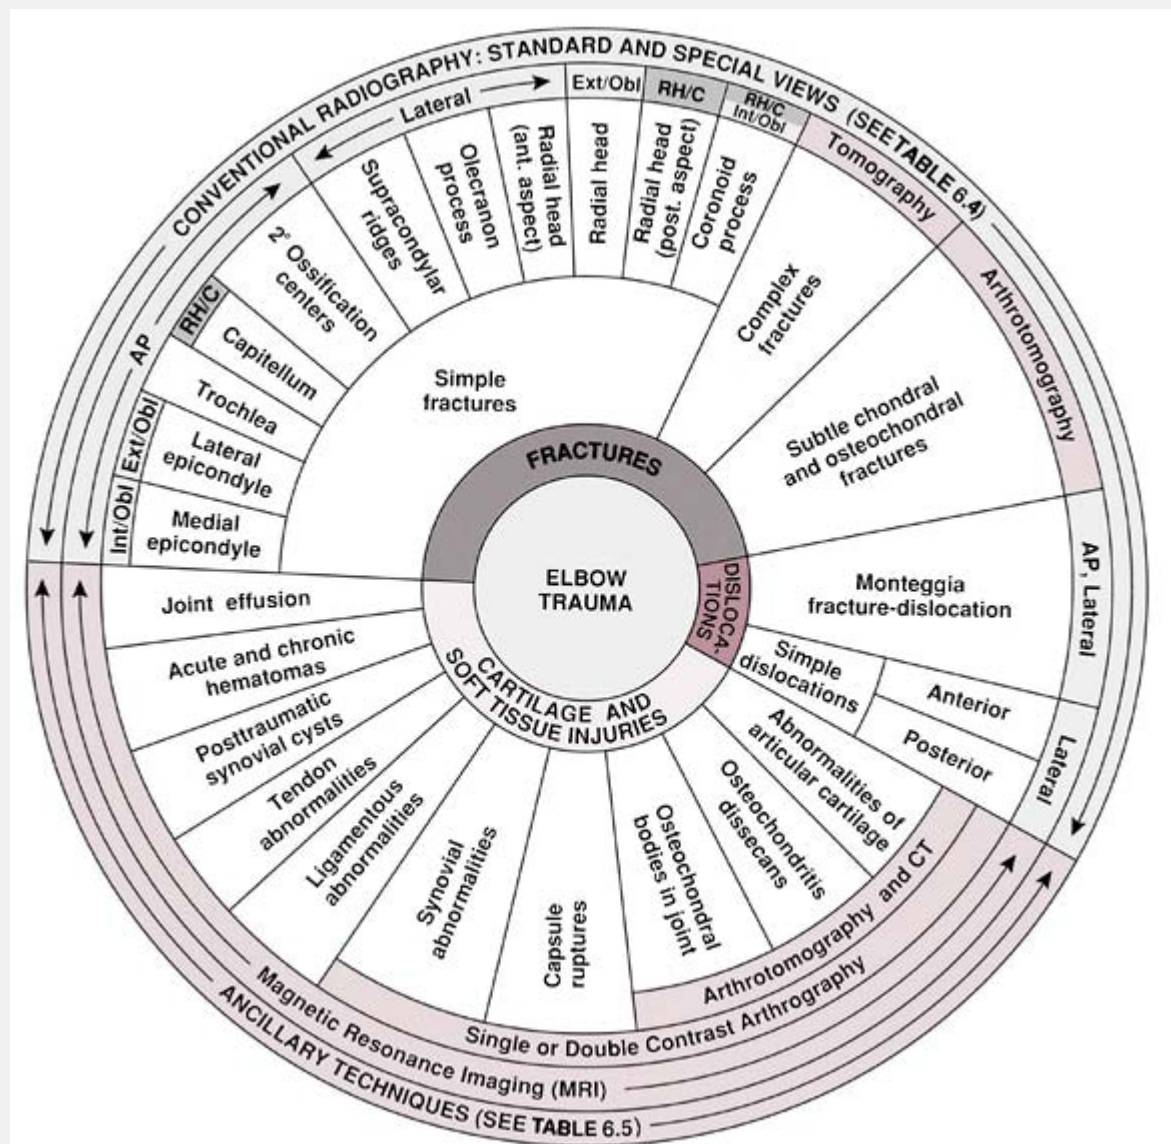 CONVENTIONAL RADIOGRAPHY: STANDARD AND SPECIAL VIEWS (SEE TABLE 6.4)
AP
Lateral
Ext/Obl
RH/C
RH/C
Int/Obl
Tomography
Arthrotomography
AP, Lateral
Lateral
Int/Obl
Ext/Obl
RH/C
Medial
epicondyle
Lateral
epicondyle
Trochlea
Capitellum
2° Ossification
centers
Supracondylar
ridges
Olecranon
process
Radial head
(ant. aspect)
Radial head
Radial head
(post. aspect)
Coronoid
process
Simple
fractures
Complex
fractures
Subtle chondral
and osteochondral
fractures
FRACTURES
ELBOW
TRAUMA
DISLOCA-
TIONS
Monteggia
fracture-dislocation
Simple
dislocations
Anterior
Posterior
CARTILAGE AND
SOFT TISSUE INJURIES
Joint effusion
Acute and chronic
hematomas
Posttraumatic
synovial cysts
Tendon
abnormalities
Ligamentous
abnormalities
Synovial
abnormalities
Capsule
ruptures
Osteochondral
bodies in joint
Osteochondritis
dissecans
Abnormalities of
articular cartilage
Arthrotomography and CT
Single or Double Contrast Arthrography
Magnetic Resonance Imaging (MRI)
ANCILLARY TECHNIQUES (SEE TABLE 6.5)